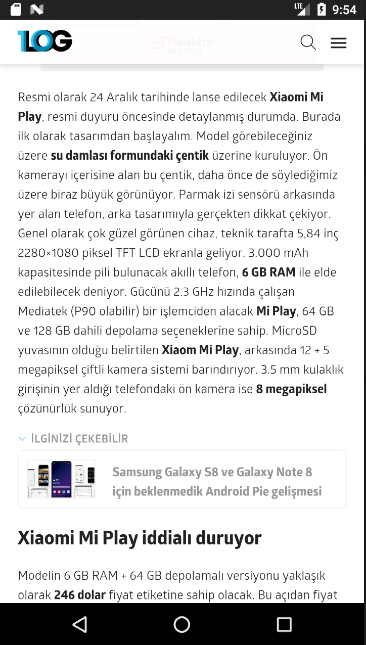 LTE 9:54
LOG
elektro
Resmi olarak 24 Aralık tarihinde lanse edilecek Xiaomi Mi
Play, resmi duyuru öncesinde detaylanmış durumda. Burada
ilk olarak tasarımdan başlayalım. Model görebileceğiniz
üzere su damlası formundaki çentik üzerine kuruluyor. Ön
kamerayı içerisine alan bu çentik, daha önce de söylediğimiz
üzere biraz büyük görünüyor. Parmak izi sensörü arkasında
yer alan telefon, arka tasarımıyla gerçekten dikkat çekiyor.
Genel olarak çok güzel görünen cihaz, teknik tarafta 5,84 inç
2280×1080 piksel TFT LCD ekranla geliyor. 3.000 mAh
kapasitesinde pili bulunacak akıllı telefon, 6 GB RAM ile elde
edilebilecek deniyor. Gücünü 2.3 GHz hızında çalışan
Mediatek (P90 olabilir) bir işlemciden alacak Mi Play, 64 GB
ve 128 GB dahili depolama seçeneklerine sahip. MicroSD
yuvasının olduğu belirtilen Xiaom Mi Play, arkasında 12 + 5
megapiksel çiftli kamera sistemi barındırıyor. 3.5 mm kulaklık
girişinin yer aldığı telefondaki ön kamera ise 8 megapiksel
çözünürlük sunuyor.
İLGİNİZİ ÇEKEBİLİR
Samsung Galaxy S8 ve Galaxy Note 8
için beklenmedik Android Pie gelişmesi
Xiaomi Mi Play iddialı duruyor
Modelin 6 GB RAM + 64 GB depolamalı versiyonu yaklaşık
olarak 246 dolar fiyat etiketine sahip olacak. Bu açıdan fiyat